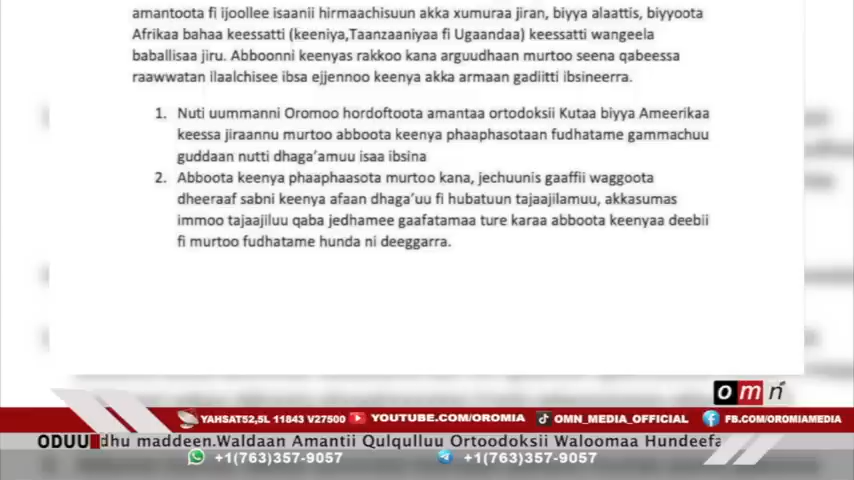 amantoota fi ijoollee isaanii hirmaachisuun akka xumuraa jiran, biyya alaattis, biyyoota
Afrikaa bahaa keessatti (keeniya,Taanzaaniyaa fi Ugaandaa) keessatti wangeela
baballisaa jiru. Abboonni keenyas rakkoo kana arguudhaan murtoo seena qabeessa
raawwatan ilaalchisee ibsa ejjennoo keenya akka armaan gadiitti ibsineerra.
1. Nuti uummanni Oromoo hordoftoota amantaa ortodoksii Kutaa biyya Ameerikaa
keessa jiraannu murtoo abboota keenya phaaphasotaan fudhatame gammachuu
guddaan nutti dhaga'amuu isaa ibsina
2. Abboota keenya phaaphaasota murtoo kana, jechuunis gaaffii waggoota
dheeraaf sabni keenya afaan dhaga'uu fi hubatuun tajaajilamuu, akkasumas
immoo tajaajiluu qaba jedhamee gaafatamaa ture karaa abboota keenyaa deebii
fi murtoo fudhatame hunda ni deeggarra.
omn
YAHSAT52,5L 11843 V27500 YOUTUBE.COM/OROMIA OMN_MEDIA_OFFICIAL FB.COM/OROMIAMEDIA
ODUU dhu maddeen.Waldaan Amantii Qulqulluu Ortoodoksii Waloomaa Hundeefa
+1(763)357-9057 +1(763)357-9057